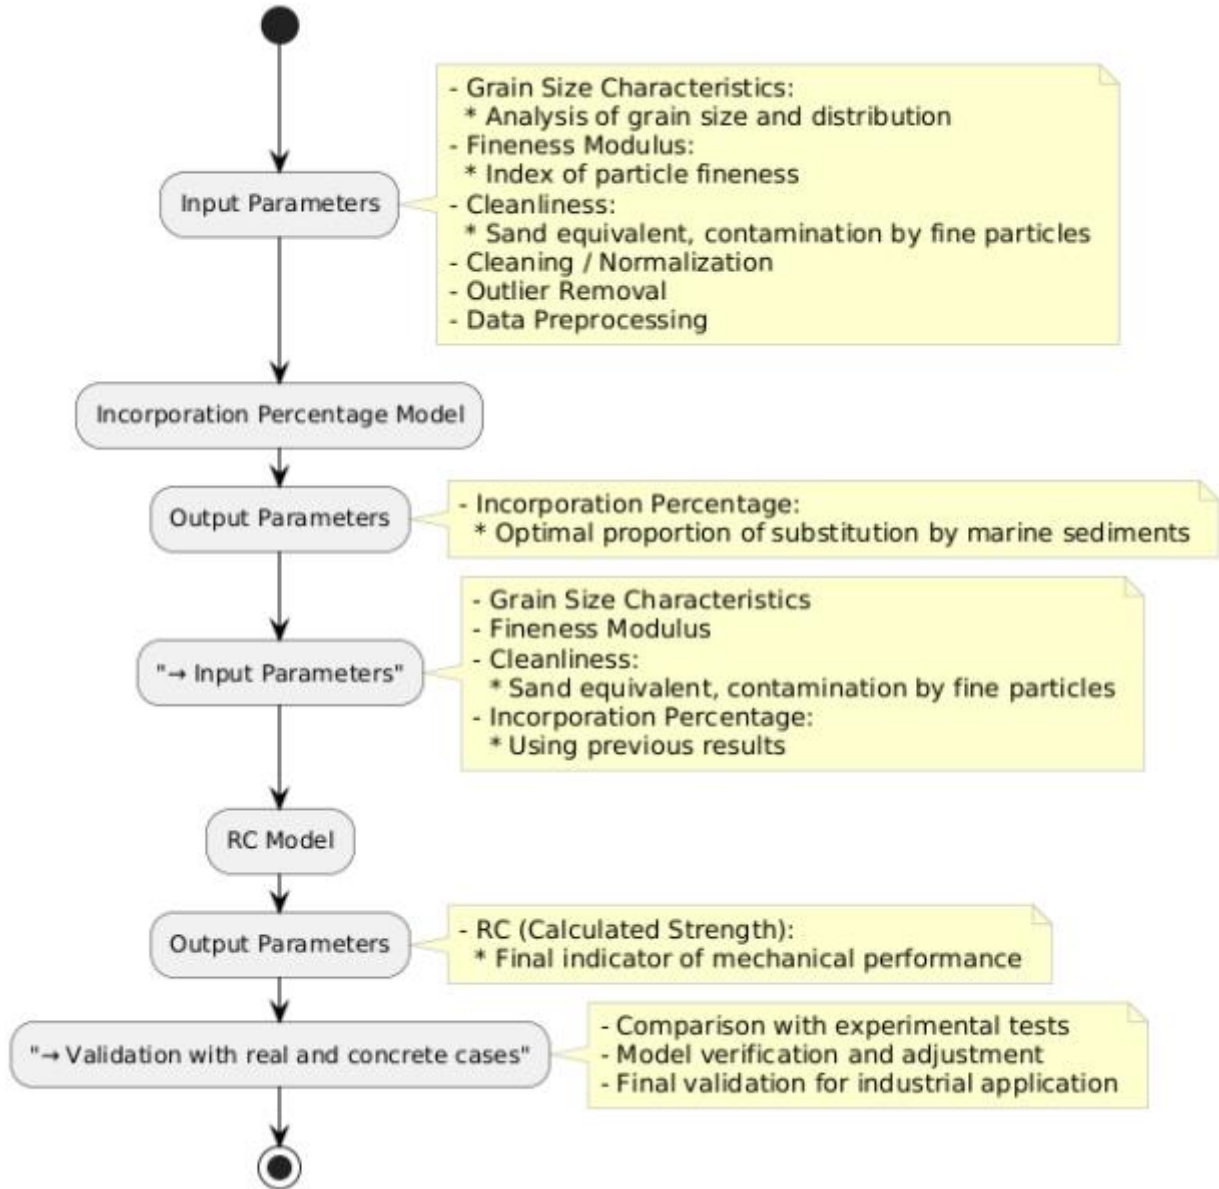 - Grain Size Characteristics:
* Analysis of grain size and distribution
- Fineness Modulus:
* Index of particle fineness
- Cleanliness:
* Sand equivalent, contamination by fine particles
- Cleaning / Normalization
- Outlier Removal
- Data Preprocessing
Input Parameters
Incorporation Percentage Model
Output Parameters
- Incorporation Percentage:
* Optimal proportion of substitution by marine sediments
"→ Input Parameters"
- Grain Size Characteristics
- Fineness Modulus
- Cleanliness:
* Sand equivalent, contamination by fine particles
- Incorporation Percentage:
* Using previous results
RC Model
Output Parameters
- RC (Calculated Strength):
* Final indicator of mechanical performance
"→ Validation with real and concrete cases"
- Comparison with experimental tests
- Model verification and adjustment
- Final validation for industrial application